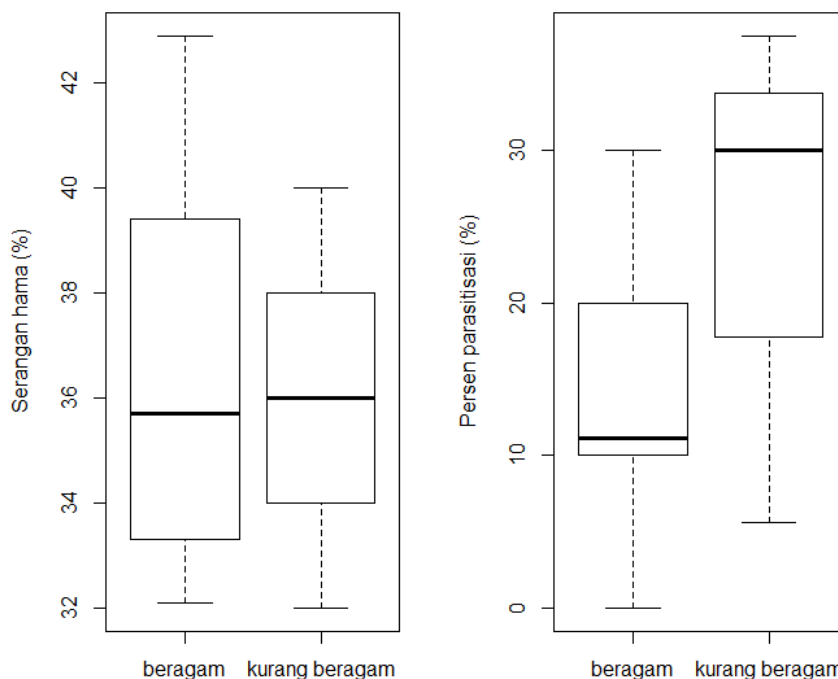 Serangan hama (%)
32
34
36
38
40
42
beragam
kurang beragam
Persen parasitisasi (%)
0
10
20
30
beragam
kurang beragam